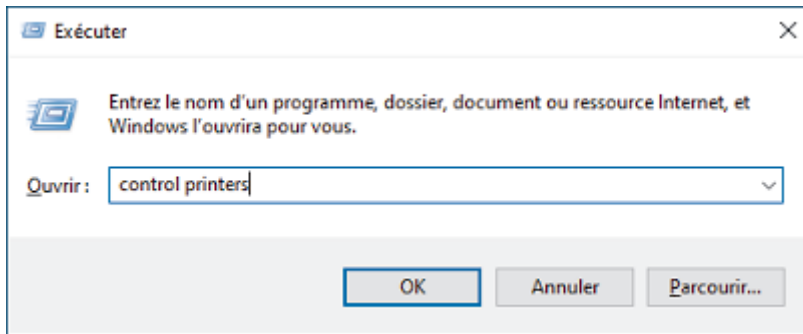 Exécuter
Entrez le nom d'un programme, dossier, document ou ressource Internet, et
Windows l'ouvrira pour vous.
Ouvrir : control printers
OK Annuler Parcourir...